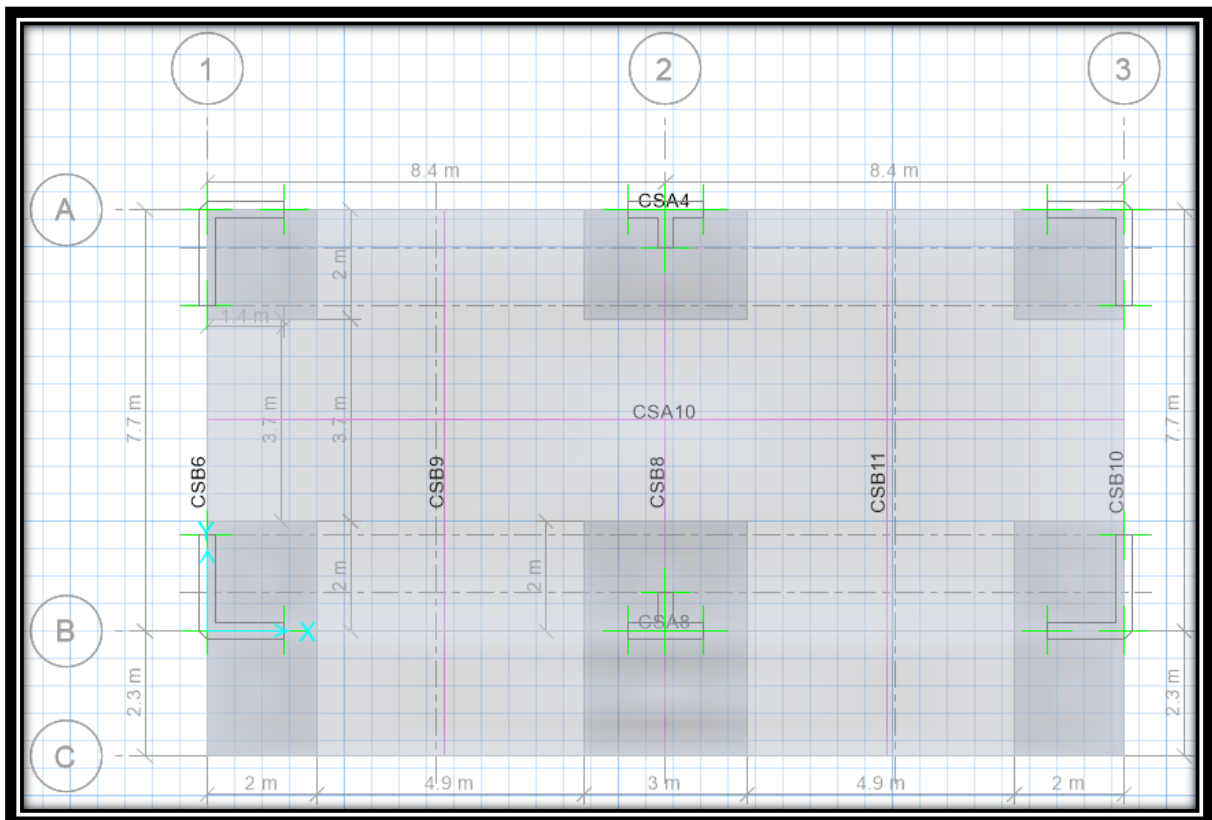 1 2 3
8.4 m 8.4 m
A
CSA4
2 m
1.4 m
7.7 m 3.7 m 3.7 m CSA10 7.7 m
CSB6 CSB9 CSB8 CSB11 CSB10
Y
2 m 2 m
B X CSA8
2.3 m 2.3 m
C
2 m 4.9 m 3 m 4.9 m 2 m